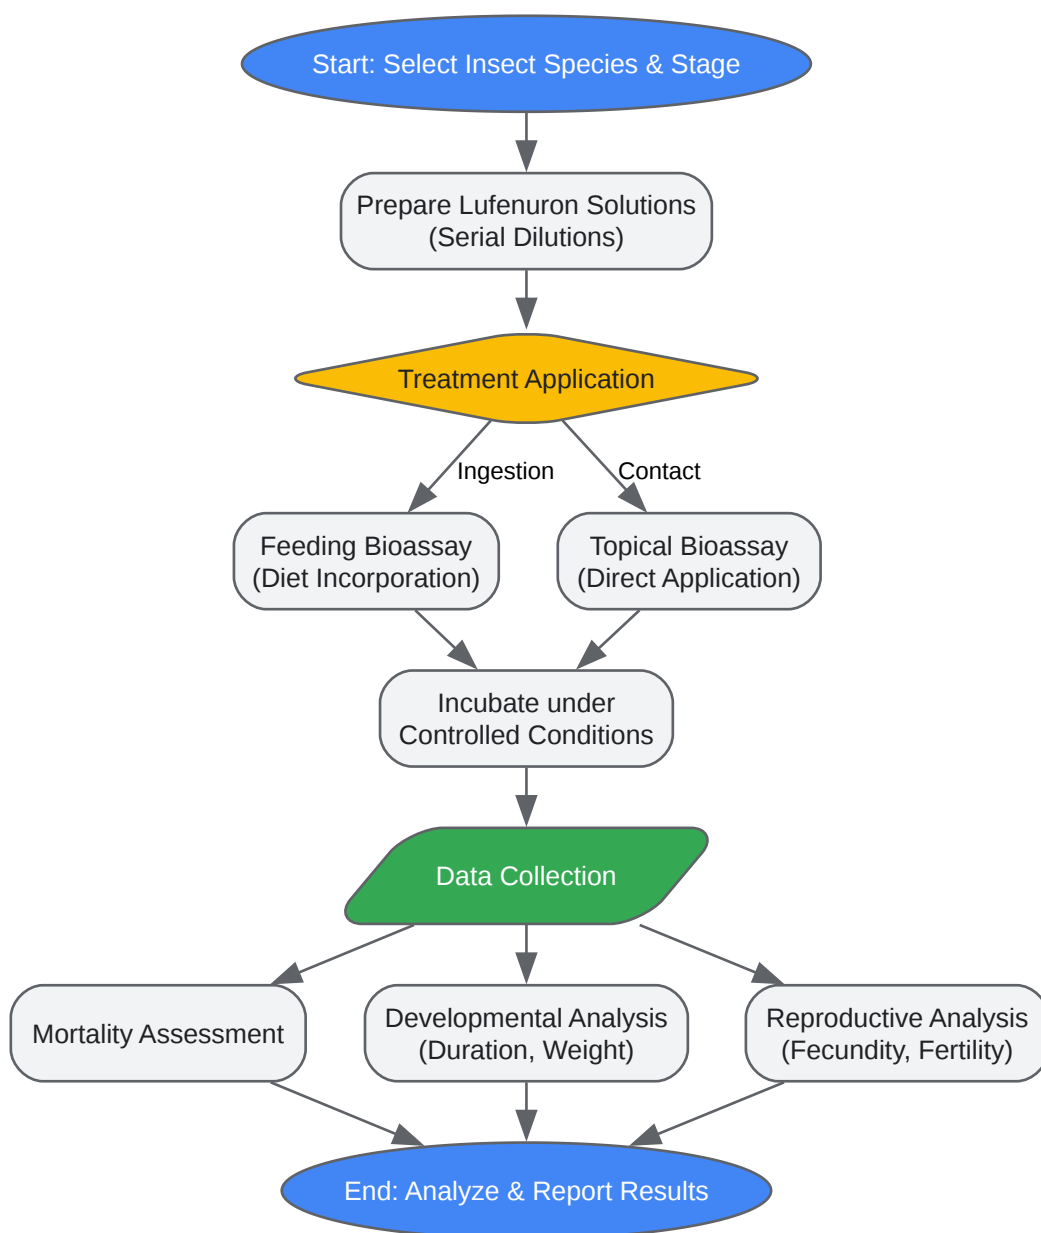 Start: Select Insect Species & Stage
Prepare Lufenuron Solutions
(Serial Dilutions)
Treatment Application
Ingestion
Contact
Feeding Bioassay
(Diet Incorporation)
Topical Bioassay
(Direct Application)
Incubate under
Controlled Conditions
Data Collection
Mortality Assessment
Developmental Analysis
(Duration, Weight)
Reproductive Analysis
(Fecundity, Fertility)
End: Analyze & Report Results